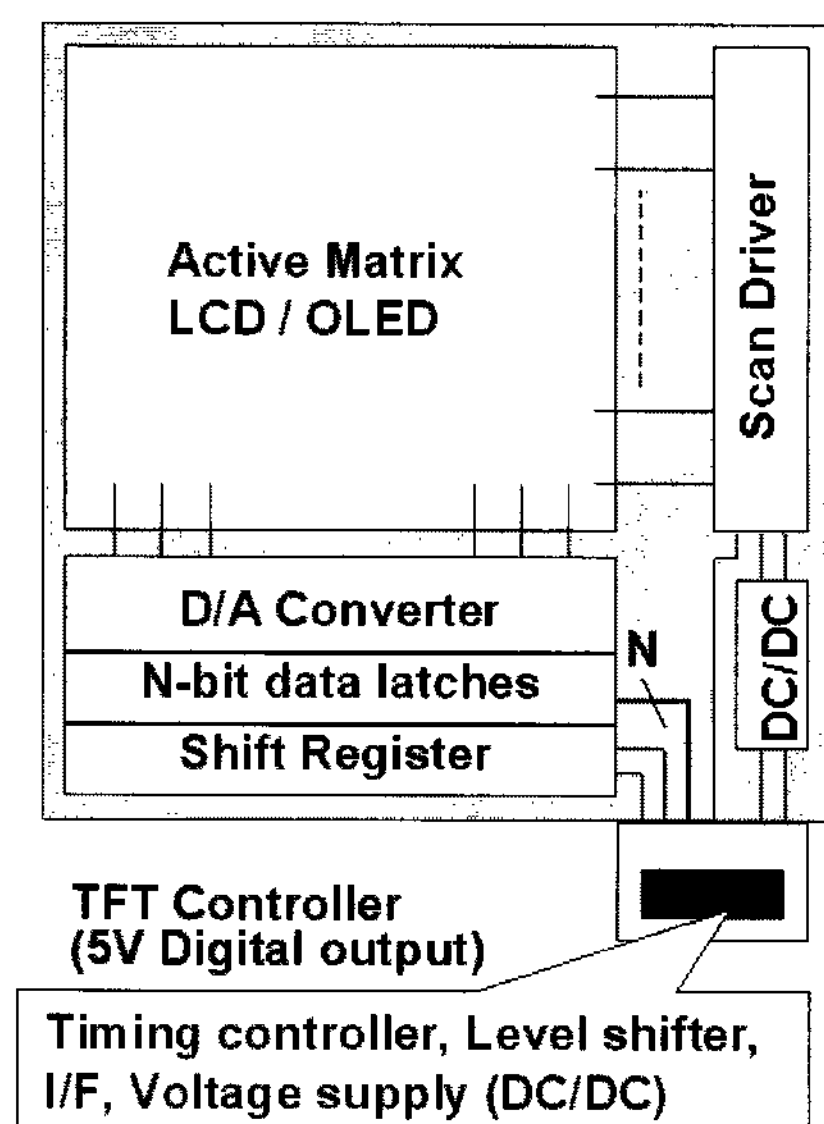 Active Matrix
LCD / OLED
Scan Driver
D/A Converter
N-bit data latches
Shift Register
N
DC/DC
TFT Controller
(5V Digital output)
Timing controller, Level shifter,
I/F, Voltage supply (DC/DC)